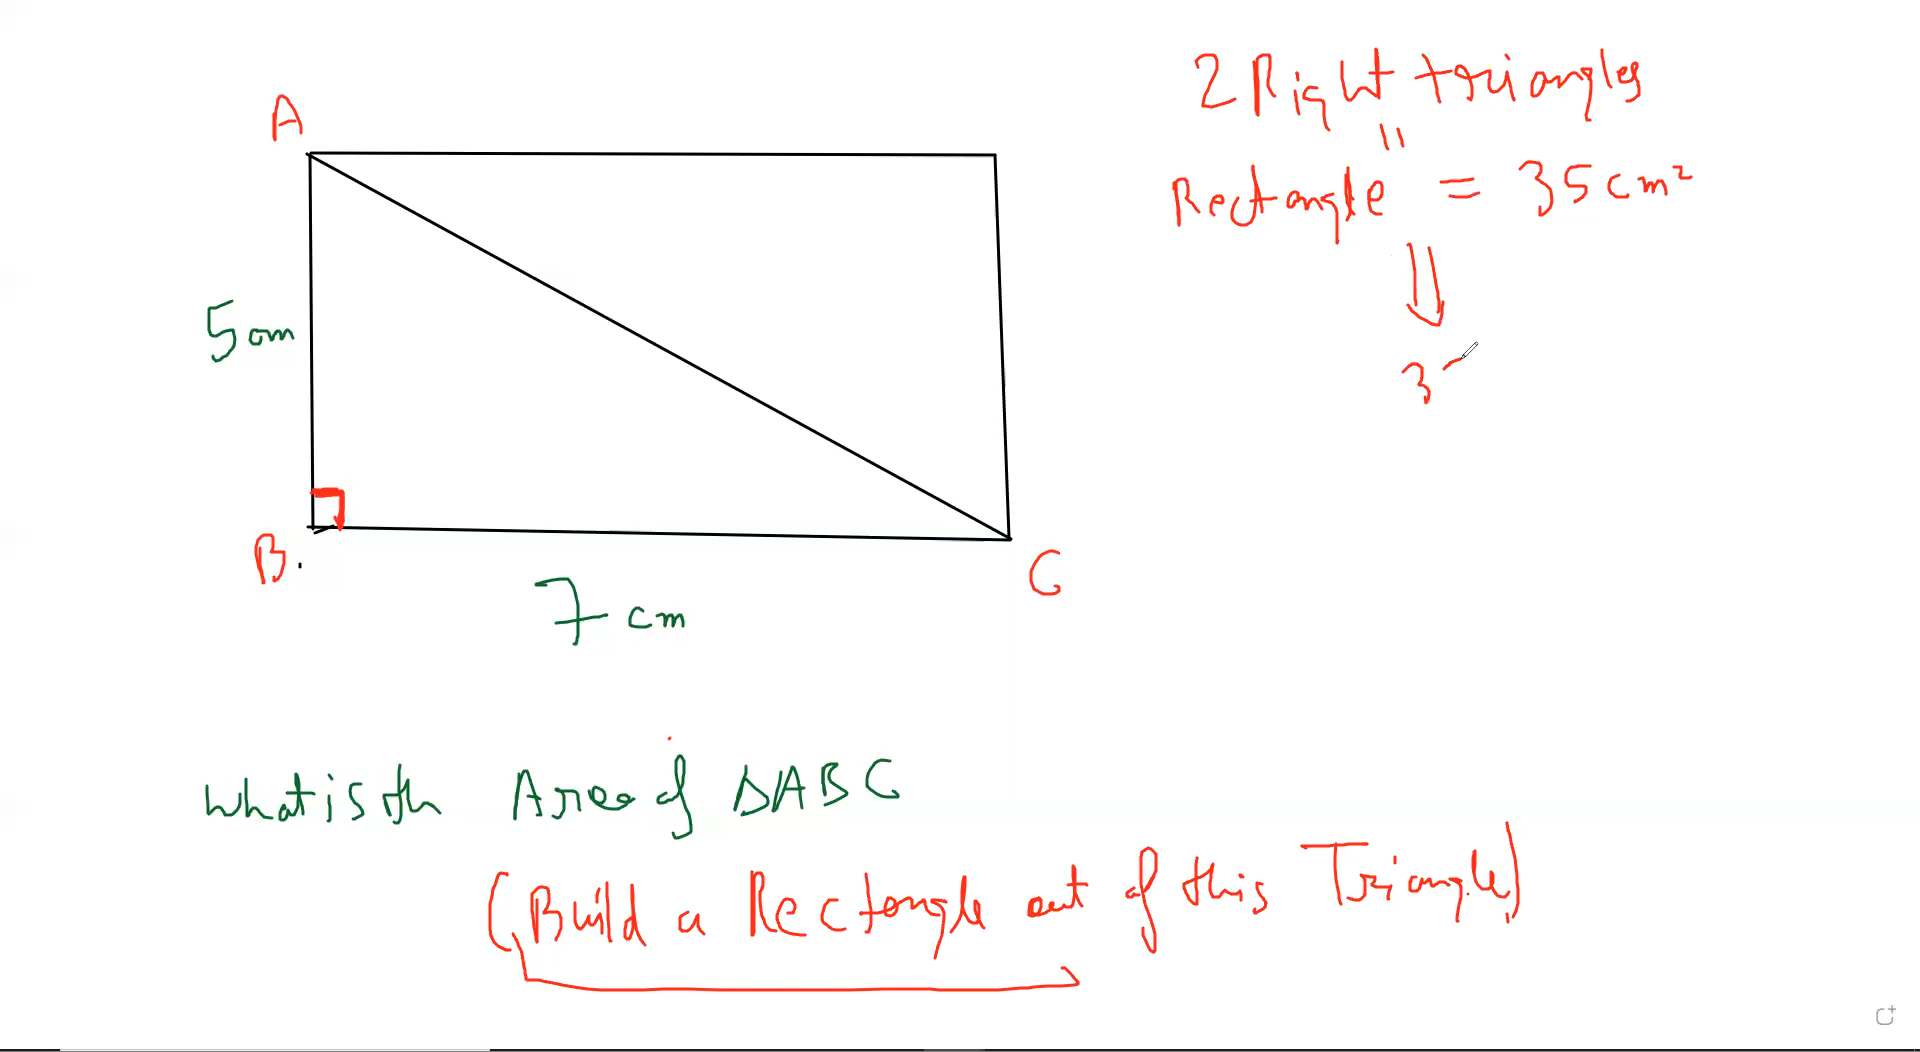 2 Right triangles
"
Rectangle = 35 cm²
A
3
5 cm
B.
C
7 cm
What is th Area of ΔABC
(Build a Rectangle out of this Triangle)